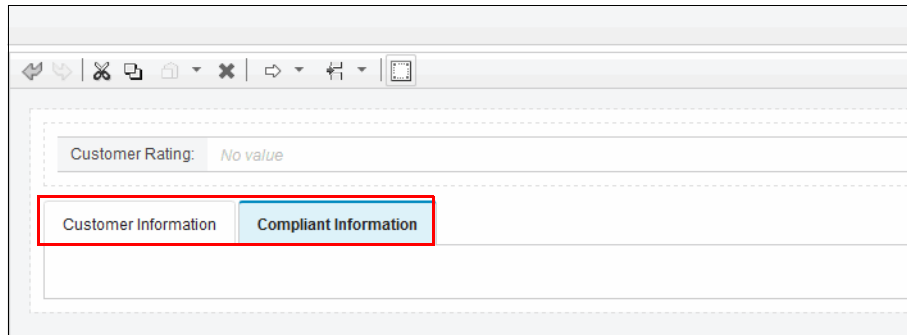 Customer Rating: No value
Customer Information Compliant Information